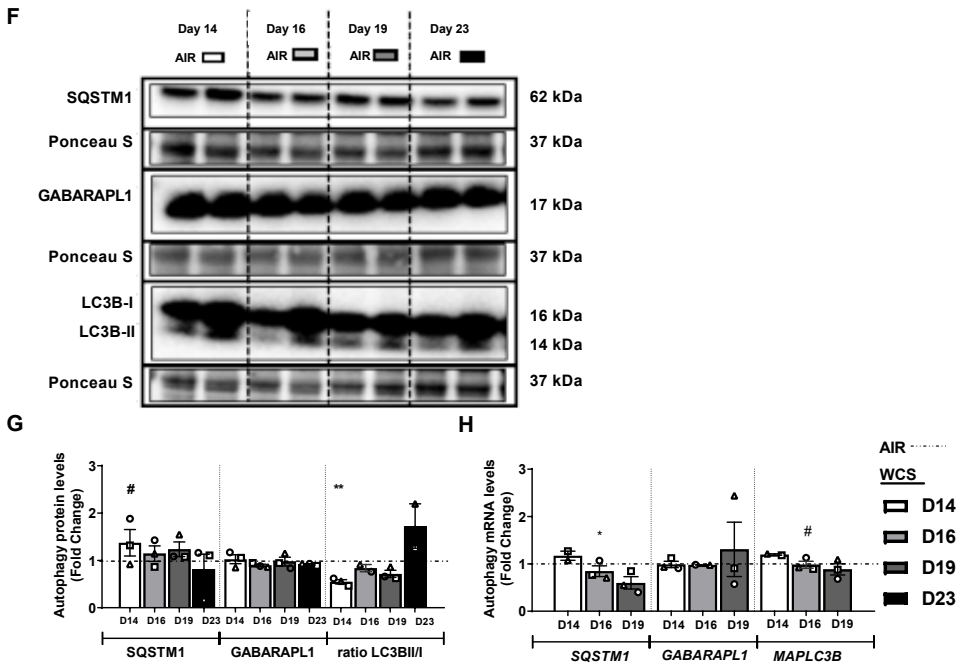 F
Day 14 Day 16 Day 19 Day 23
AIR AIR AIR AIR
SQSTM1 62 kDa
Ponceau S 37 kDa
GABARAPL1 17 kDa
Ponceau S 37 kDa
LC3B-I 16 kDa
LC3B-II 14 kDa
Ponceau S 37 kDa
G
Autophagy protein levels
(Fold Change)
3
2
1
0
# **
D14 D16 D19 D23 D14 D16 D19 D23 D14 D16 D19 D23
SQSTM1 GABARAPL1 ratio LC3BII/I
H
Autophagy mRNA levels
(Fold Change)
3
2
1
0
* #
D14 D16 D19 D14 D16 D19 D14 D16 D19
SQSTM1 GABARAPL1 MAPLC3B
AIR
WCS
D14
D16
D19
D23